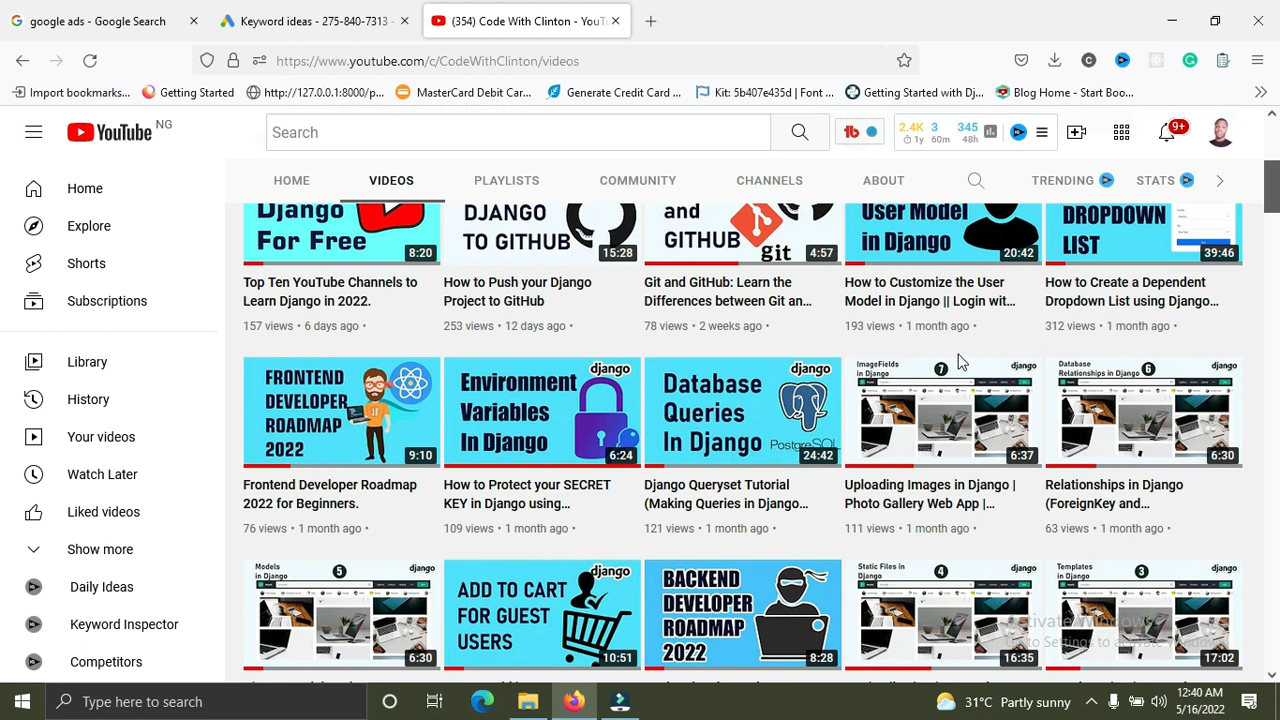 google ads - Google Search
Keyword ideas - 275-840-7313 -
(354) Code With Clinton - YouTu
https://www.youtube.com/c/CodeWithClinton/videos
Import bookmarks...
Getting Started
http://127.0.0.1:8000/p...
MasterCard Debit Car...
Generate Credit Card ...
Kit: 5b407e435d | Font ...
Getting Started with Dj...
Blog Home - Start Boo...
YouTube NG
Search
2.4K 3 345
1y 60m 48h
9+
HOME
VIDEOS
PLAYLISTS
COMMUNITY
CHANNELS
ABOUT
TRENDING
STATS
Home
Explore
Shorts
Subscriptions
Library
History
Your videos
Watch Later
Liked videos
Show more
Daily Ideas
Keyword Inspector
Competitors
Django
For Free
8:20
DJANGO
TO GITHUB
15:28
and
GITHUB
git
4:57
User Model
in Django
20:42
DROPDOWN
LIST
39:46
Top Ten YouTube Channels to
Learn Django in 2022.
157 views • 6 days ago •
How to Push your Django
Project to GitHub
253 views • 12 days ago •
Git and GitHub: Learn the
Differences between Git an...
78 views • 2 weeks ago •
How to Customize the User
Model in Django || Login wit...
193 views • 1 month ago •
How to Create a Dependent
Dropdown List using Django...
312 views • 1 month ago •
FRONTEND
DEVELOPER
ROADMAP
2022
9:10
django
Environment
Variables
In Django
6:24
django
Database
Queries
In Django
PostgreSQL
24:42
ImageFields
in Django
7
django
6:37
Database
Relationships in Django
6
django
6:30
Frontend Developer Roadmap
2022 for Beginners.
76 views • 1 month ago •
How to Protect your SECRET
KEY in Django using...
109 views • 1 month ago •
Django Queryset Tutorial
(Making Queries in Django...
121 views • 1 month ago •
Uploading Images in Django |
Photo Gallery Web App |...
111 views • 1 month ago •
Relationships in Django
(ForeignKey and...
63 views • 1 month ago •
Models
in Django
5
django
6:30
django
ADD TO CART
FOR GUEST
USERS
10:51
BACKEND
DEVELOPER
ROADMAP
2022
8:28
Static Files in
Django
4
django
16:35
Templates
in Django
3
django
17:02
Activate Windows
to Settings to activate Windows
Type here to search
31°C Partly sunny
12:40 AM
5/16/2022